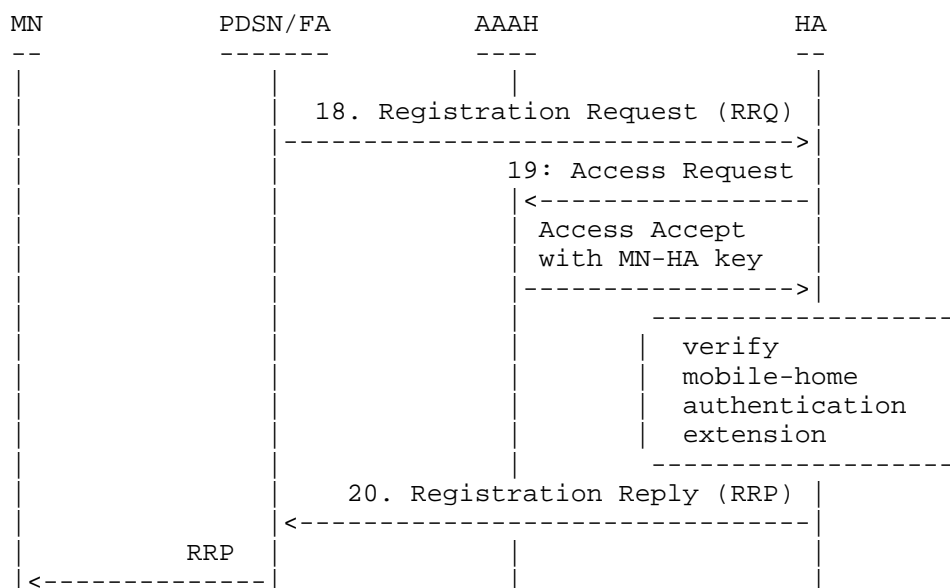 MN PDSN/FA AAAH HA
-- ------- ---- --
18. Registration Request (RRQ)
19: Access Request
Access Accept
with MN-HA key
verify
mobile-home
authentication
extension
20. Registration Reply (RRP)
RRP